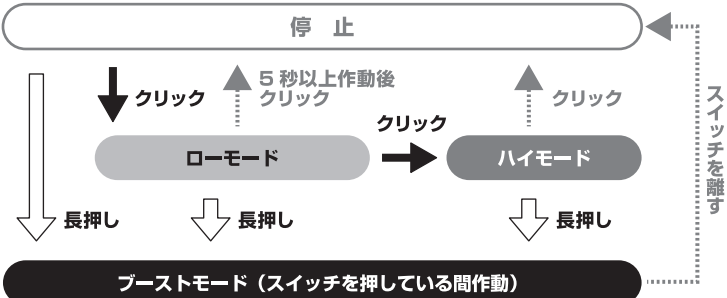 停 止
クリック
5 秒以上作動後
クリック
クリック
クリック
ローモード
ハイモード
スイッチを離す
長押し
長押し
長押し
ブーストモード（スイッチを押している間作動）